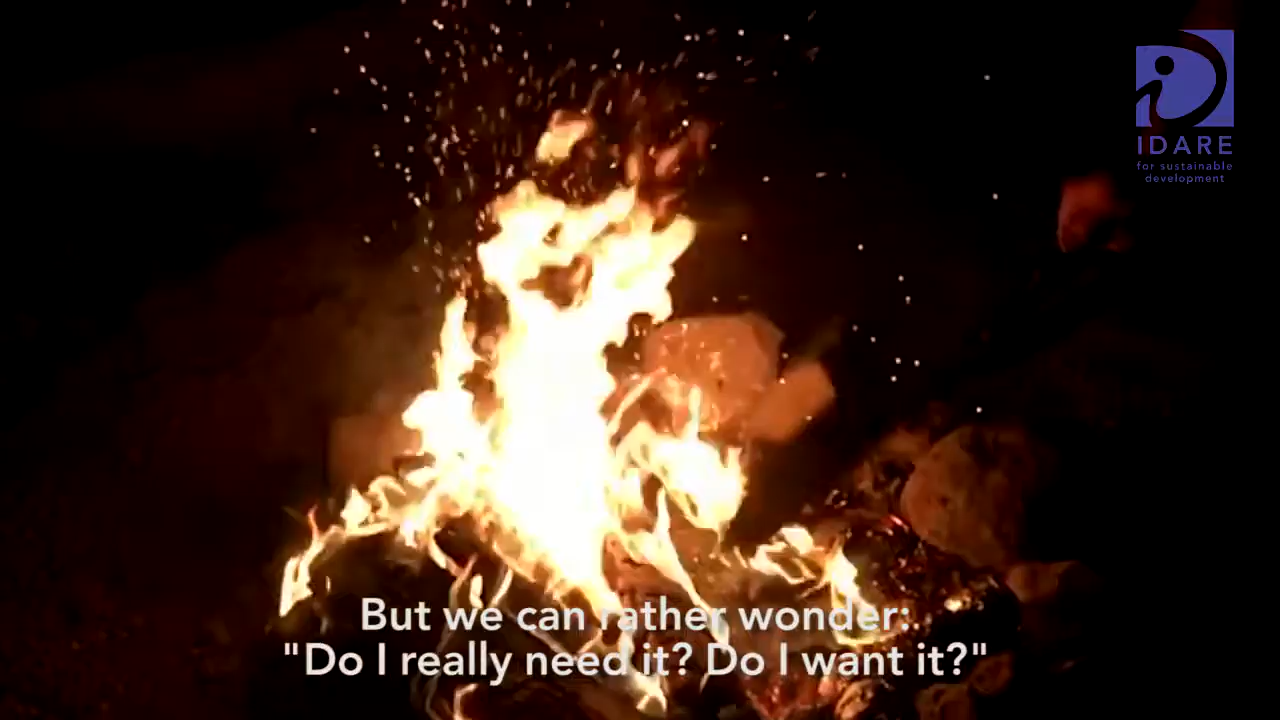 IDARE
for sustainable
development
But we can rather wonder:
"Do I really need it? Do I want it?"